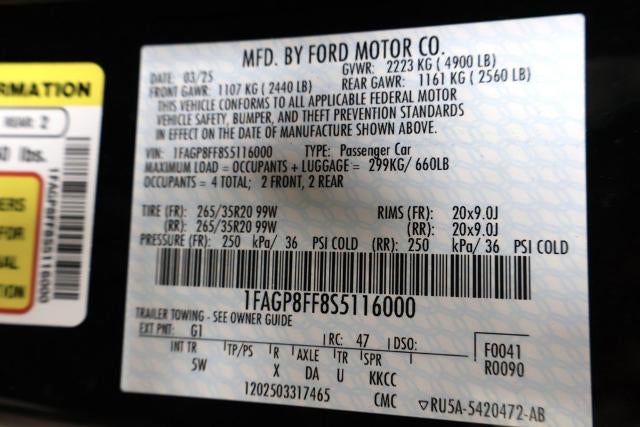 MFD. BY FORD MOTOR CO.
DATE: 03/25 GVWR: 2223 KG (4900 LB)
FRONT GAWR: 1107 KG (2440 LB) REAR GAWR: 1161 KG (2560 LB)
THIS VEHICLE CONFORMS TO ALL APPLICABLE FEDERAL MOTOR
VEHICLE SAFETY, BUMPER, AND THEFT PREVENTION STANDARDS
IN EFFECT ON THE DATE OF MANUFACTURE SHOWN ABOVE.
VIN: 1FAGP8FF8S5116000 TYPE: Passenger Car
MAXIMUM LOAD = OCCUPANTS + LUGGAGE = 299KG/ 660LB
OCCUPANTS = 4 TOTAL; 2 FRONT, 2 REAR
TIRE (FR): 265/35R20 99W RIMS (FR): 20x9.0J
(RR): 265/35R20 99W (RR): 20x9.0J
PRESSURE (FR): 250 kPa/ 36 PSI COLD (RR): 250 kPa/ 36 PSI COLD
1FAGP8FF8S5116000
TRAILER TOWING - SEE OWNER GUIDE
EXT PNT: G1 RC: 47 DSO: F0041
R0090
INT TR TP/PS R AXLE TR SPR
5W X DA U KKCC
1202503317465 CMC ▽RU5A-5420472-AB
RMATION
REAR: 2
lbs.
ERS
FOR
AL
TION
1FAGP8FF8S5116000